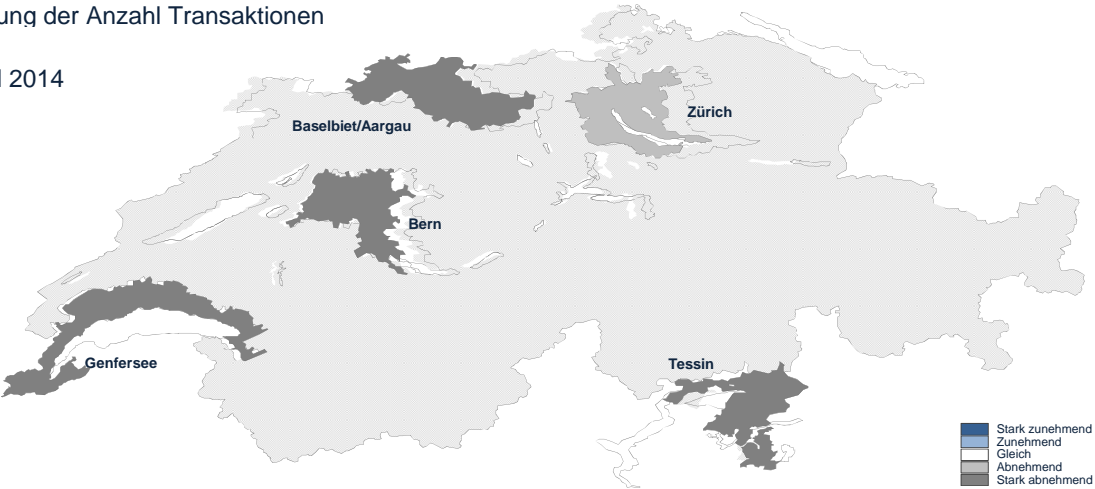 ung der Anzahl Transaktionen
2014
Zürich
Baselbiet/Aargau
Bern
Genfersee
Tessin
Stark zunehmend
Zunehmend
Gleich
Abnehmend
Stark abnehmend